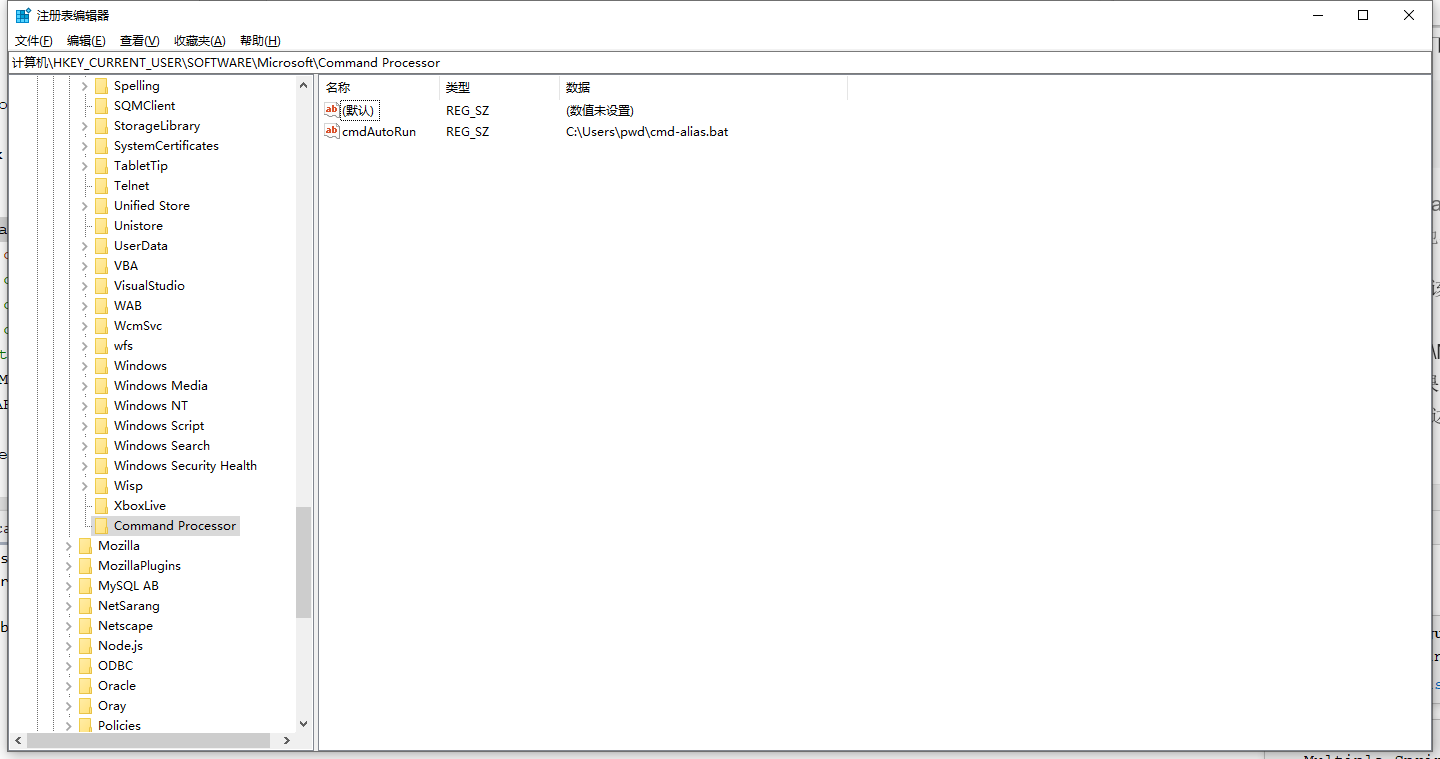 注册表编辑器
文件(F) 编辑(E) 查看(V) 收藏夹(A) 帮助(H)
计算机\HKEY_CURRENT_USER\SOFTWARE\Microsoft\Command Processor
Spelling
SQMClient
StorageLibrary
SystemCertificates
TabletTip
Telnet
Unified Store
Unistore
UserData
VBA
VisualStudio
WAB
WcmSvc
wfs
Windows
Windows Media
Windows NT
Windows Script
Windows Search
Windows Security Health
Wisp
XboxLive
Command Processor
Mozilla
MozillaPlugins
MySQL AB
NetSarang
Netscape
Node.js
ODBC
Oracle
Oray
Policies
名称 类型 数据
(默认) REG_SZ (数值未设置)
cmdAutoRun REG_SZ C:\Users\pwd\cmd-alias.bat